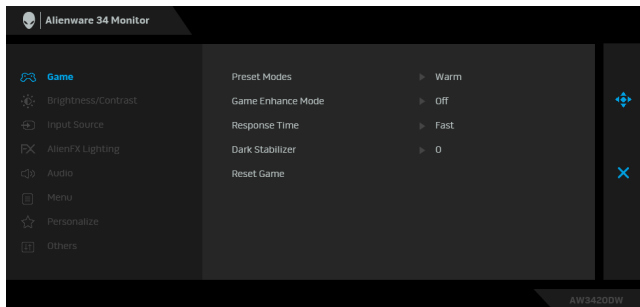 Alienware 34 Monitor
Game
Brightness/Contrast
Input Source
FX AlienFX Lighting
Audio
Menu
Personalize
Others
Preset Modes Warm
Game Enhance Mode Off
Response Time Fast
Dark Stabilizer 0
Reset Game
AW3420DW